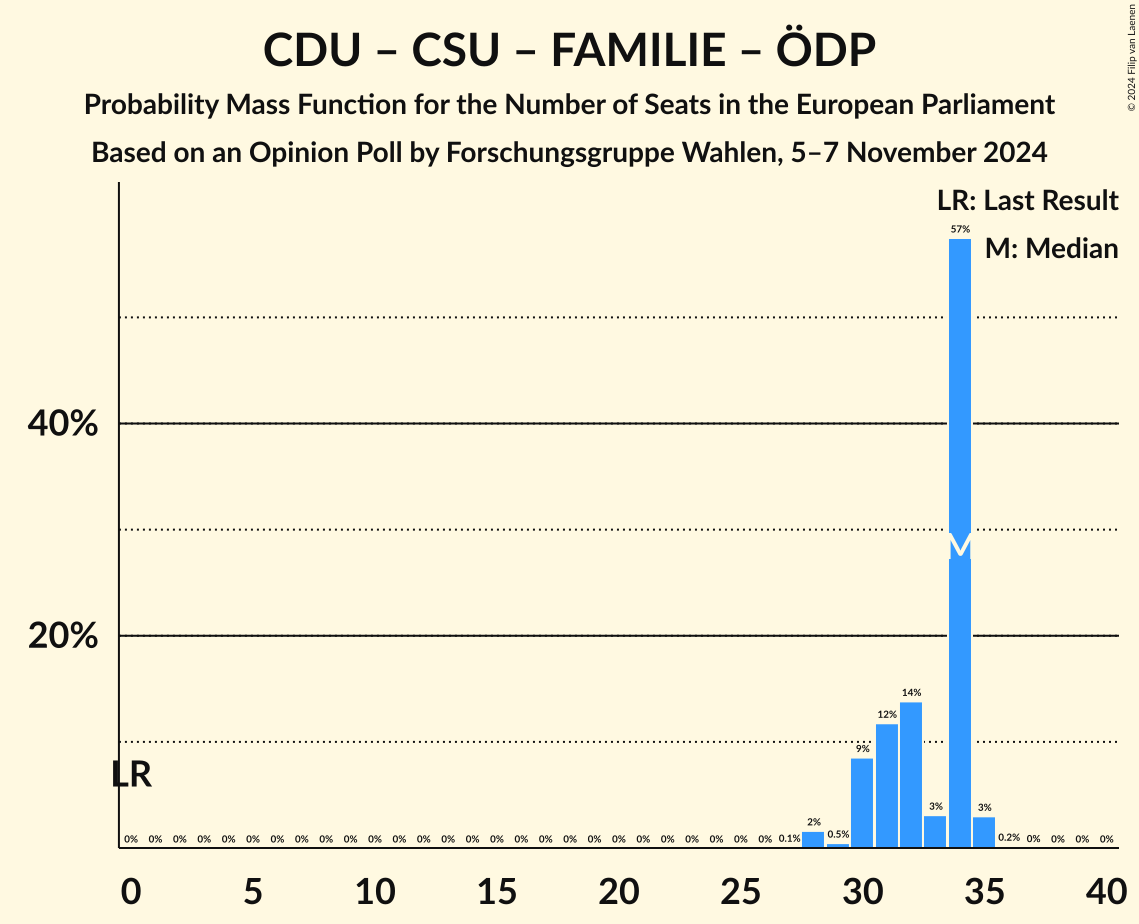 CDU – CSU – FAMILIE – ÖDP
Probability Mass Function for the Number of Seats in the European Parliament
Based on an Opinion Poll by Forschungsgruppe Wahlen, 5–7 November 2024
© 2024 Filip van Laenen
LR: Last Result
M: Median
57%
40%
M
20%
14%
12%
9%
LR
3% 3%
2%
0% 0% 0% 0% 0% 0% 0% 0% 0% 0% 0% 0% 0% 0% 0% 0% 0% 0% 0% 0% 0% 0% 0% 0% 0% 0% 0% 0.1% 0.5% 0.2% 0% 0% 0% 0%
0 5 10 15 20 25 30 35 40